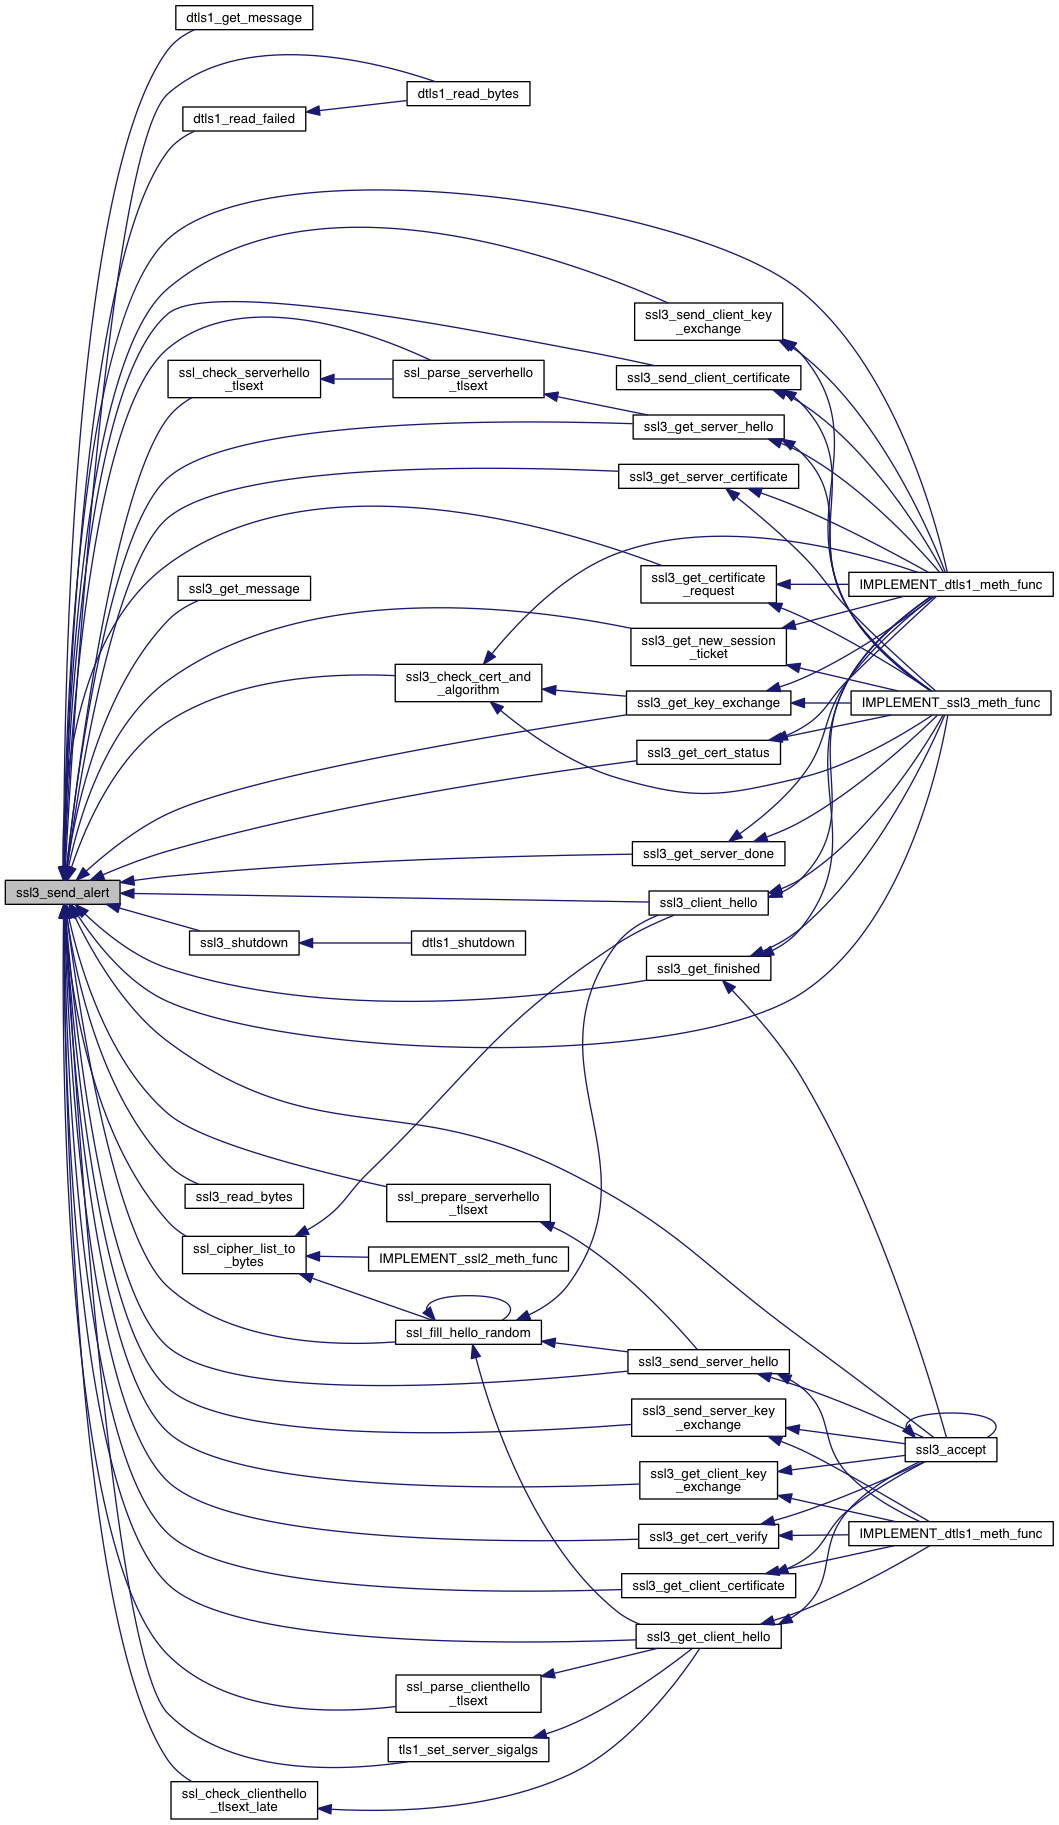 dtls1_get_message
dtls1_read_bytes
dtls1_read_failed
ssl3_send_client_key
_exchange
ssl_check_serverhello
_tlsext
ssl_parse_serverhello
_tlsext
ssl3_send_client_certificate
ssl3_get_server_hello
ssl3_get_server_certificate
ssl3_get_message
ssl3_get_certificate
_request
IMPLEMENT_dtls1_meth_func
ssl3_get_new_session
_ticket
ssl3_check_cert_and
_algorithm
ssl3_get_key_exchange
IMPLEMENT_ssl3_meth_func
ssl3_get_cert_status
ssl3_get_server_done
ssl3_send_alert
ssl3_client_hello
ssl3_shutdown
dtls1_shutdown
ssl3_get_finished
ssl3_read_bytes
ssl_prepare_serverhello
_tlsext
ssl_cipher_list_to
_bytes
IMPLEMENT_ssl2_meth_func
ssl_fill_hello_random
ssl3_send_server_hello
ssl3_send_server_key
_exchange
ssl3_accept
ssl3_get_client_key
_exchange
ssl3_get_cert_verify
IMPLEMENT_dtls1_meth_func
ssl3_get_client_certificate
ssl3_get_client_hello
ssl_parse_clienthello
_tlsext
tls1_set_server_sigalgs
ssl_check_clienthello
_tlsext_late